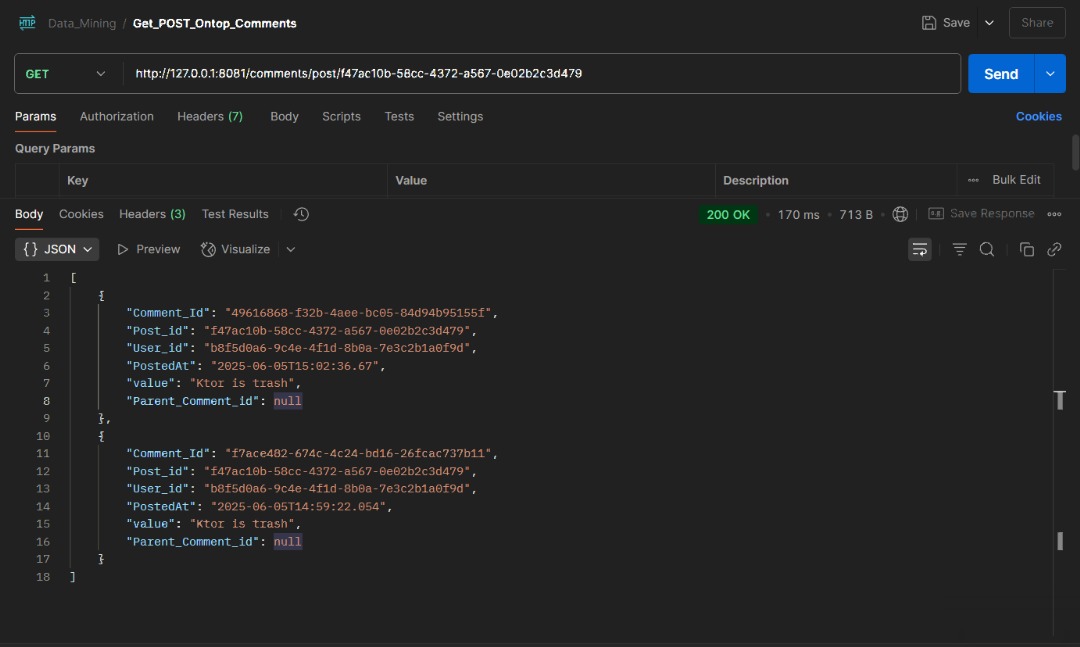 HTTP Data_Mining / Get_POST_Ontop_Comments Save Share
GET http://127.0.0.1:8081/comments/post/f47ac10b-58cc-4372-a567-0e02b2c3d479 Send
Params Authorization Headers (7) Body Scripts Tests Settings Cookies
Query Params
Key Value Description Bulk Edit
Body Cookies Headers (3) Test Results 200 OK 170 ms 713 B Save Response
{} JSON Preview Visualize
1 [
2 {
3 "Comment_Id": "49616868-f32b-4aee-bc05-84d94b95155f",
4 "Post_id": "f47ac10b-58cc-4372-a567-0e02b2c3d479",
5 "User_id": "b8f5d0a6-9c4e-4f1d-8b0a-7e3c2b1a0f9d",
6 "PostedAt": "2025-06-05T15:02:36.67",
7 "value": "Ktor is trash",
8 "Parent_Comment_id": null
9 },
10 {
11 "Comment_Id": "f7ace482-674c-4c24-bd16-26fcac737b11",
12 "Post_id": "f47ac10b-58cc-4372-a567-0e02b2c3d479",
13 "User_id": "b8f5d0a6-9c4e-4f1d-8b0a-7e3c2b1a0f9d",
14 "PostedAt": "2025-06-05T14:59:22.054",
15 "value": "Ktor is trash",
16 "Parent_Comment_id": null
17 }
18 ]